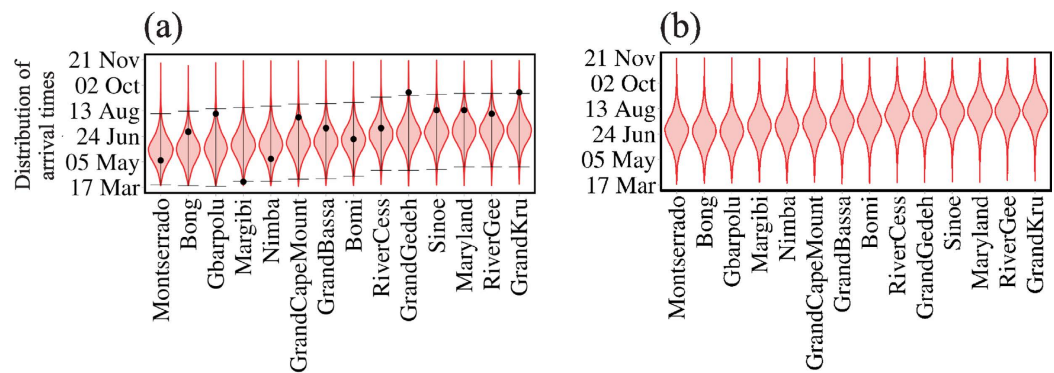 (a)
Distribution of
arrival times
21 Nov
02 Oct
13 Aug
24 Jun
05 May
17 Mar
Montserrado
Bong
Gbarpolu
Margibi
Nimba
GrandCapeMount
GrandBassa
Bomi
RiverCess
GrandGedeh
Sinoe
Maryland
RiverGee
GrandKru
(b)
21 Nov
02 Oct
13 Aug
24 Jun
05 May
17 Mar
Montserrado
Bong
Gbarpolu
Margibi
Nimba
GrandCapeMount
GrandBassa
Bomi
RiverCess
GrandGedeh
Sinoe
Maryland
RiverGee
GrandKru